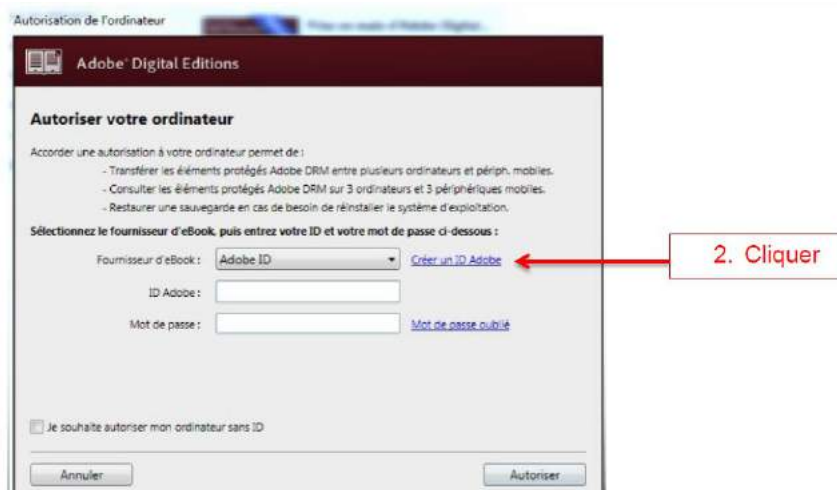 Autorisation de l'ordinateur
Adobe® Digital Editions
Autoriser votre ordinateur
Accorder une autorisation à votre ordinateur permet de :
- Transférer les éléments protégés Adobe DRM entre plusieurs ordinateurs et périph. mobiles.
- Consulter les éléments protégés Adobe DRM sur 3 ordinateurs et 3 périphériques mobiles.
- Restaurer une sauvegarde en cas de besoin de réinstaller le système d'exploitation.
Sélectionnez le fournisseur d'eBook, puis entrez votre ID et votre mot de passe ci-dessous :
Fournisseur d'eBook : Adobe ID Créer un ID Adobe
2. Cliquer
ID Adobe :
Mot de passe : Mot de passe oublié
Je souhaite autoriser mon ordinateur sans ID
Annuler Autoriser